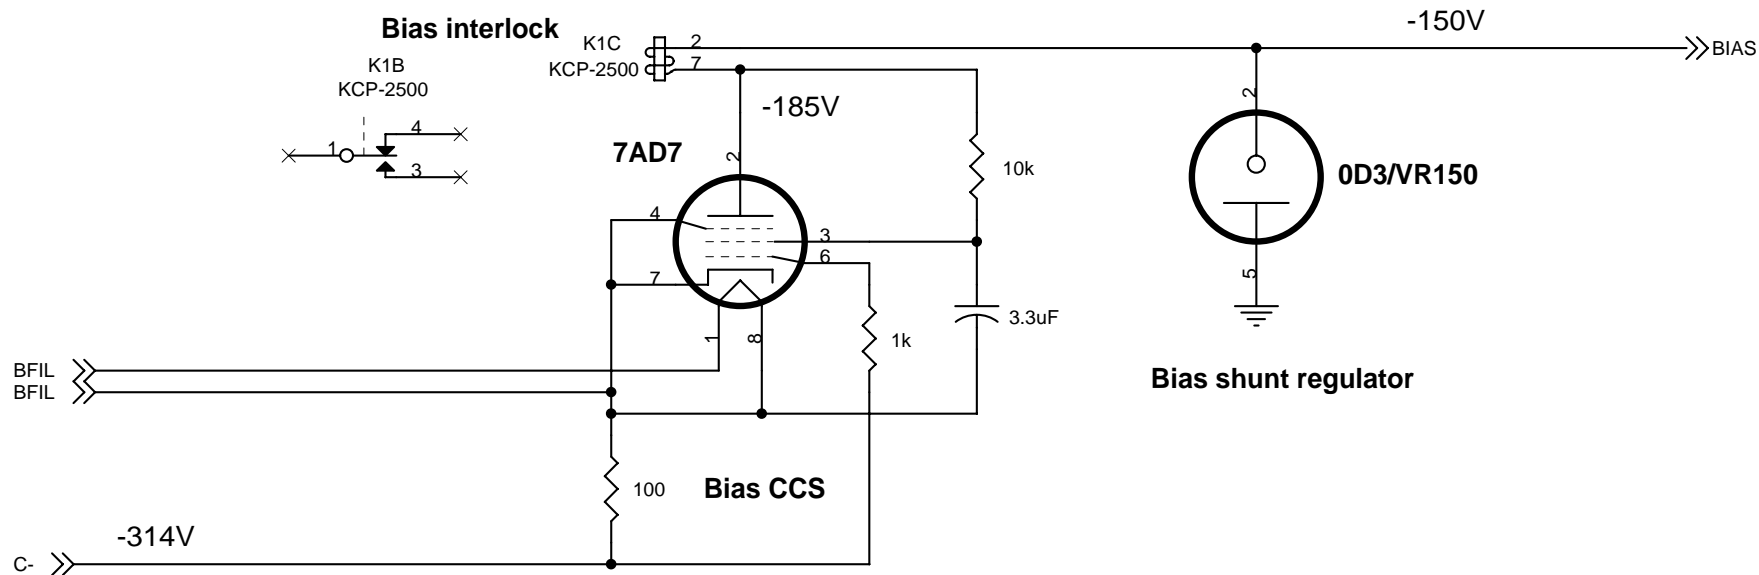 Bias interlock
K1C
KCP-2500
2
7
-150V
BIAS
K1B
KCP-2500
1
4
3
-185V
7AD7
2
10k
2
0D3/VR150
4
3
6
7
5
3.3uF
1
8
1k
BFIL
BFIL
Bias shunt regulator
100
Bias CCS
-314V
C-